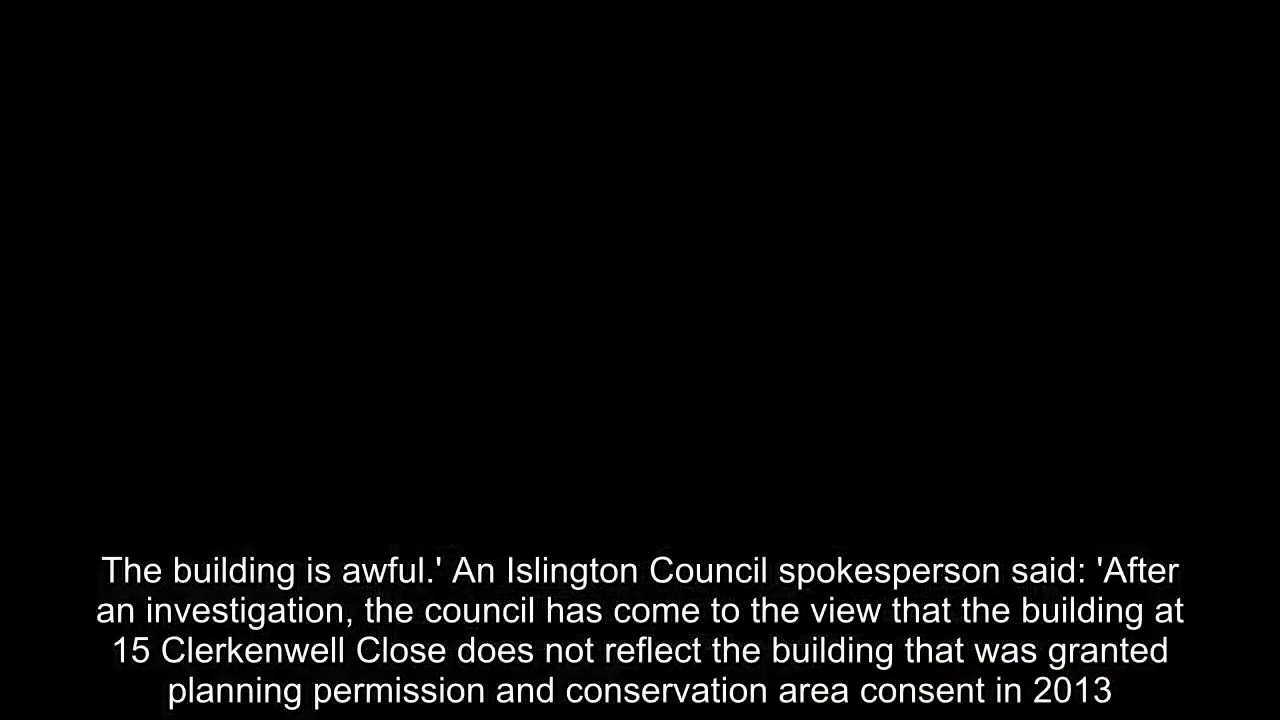 The building is awful.' An Islington Council spokesperson said: 'After
an investigation, the council has come to the view that the building at
15 Clerkenwell Close does not reflect the building that was granted
planning permission and conservation area consent in 2013